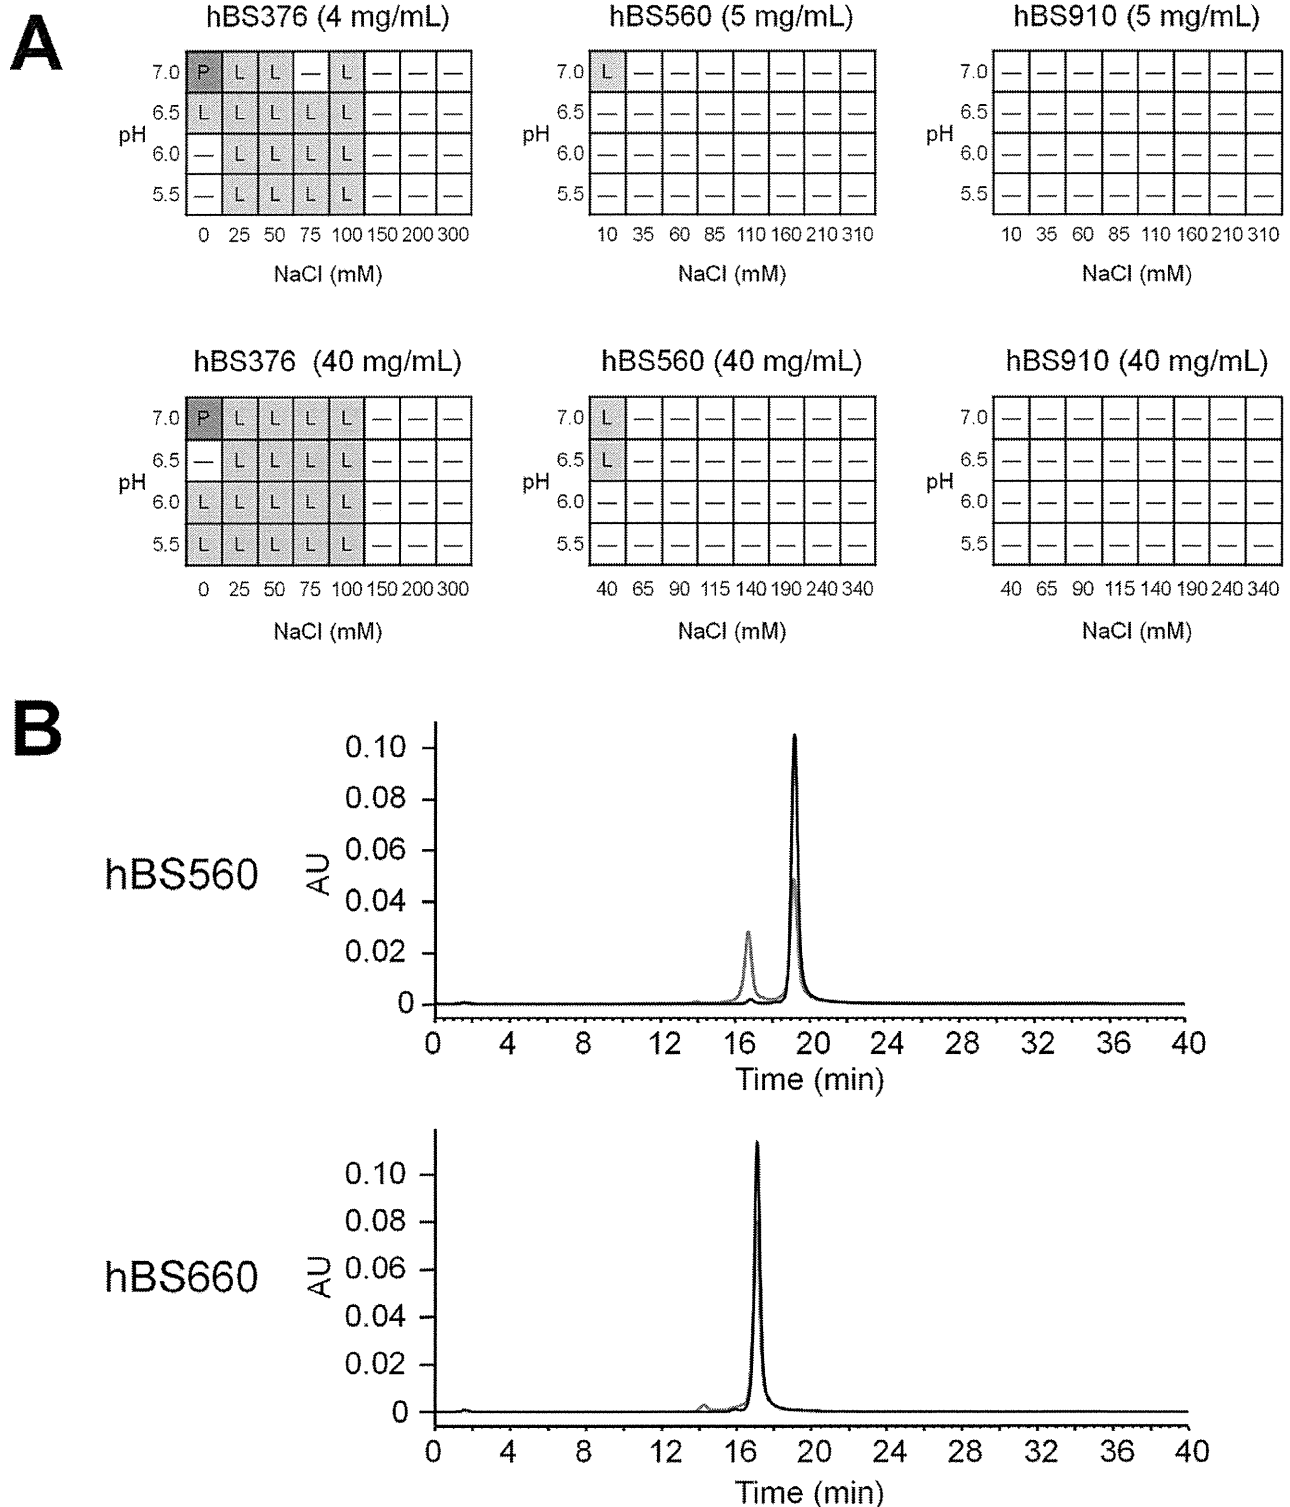 A
hBS376 (4 mg/mL)
hBS560 (5 mg/mL)
hBS910 (5 mg/mL)
7.0 P L L — L — — —
6.5 L L L L L — — —
6.0 — L L L L — — —
5.5 — L L L L — — —
pH
0 25 50 75 100 150 200 300
NaCl (mM)
7.0 L — — — — — — —
6.5 — — — — — — — —
6.0 — — — — — — — —
5.5 — — — — — — — —
pH
10 35 60 85 110 160 210 310
NaCl (mM)
7.0 — — — — — — — —
6.5 — — — — — — — —
6.0 — — — — — — — —
5.5 — — — — — — — —
pH
10 35 60 85 110 160 210 310
NaCl (mM)
hBS376 (40 mg/mL)
hBS560 (40 mg/mL)
hBS910 (40 mg/mL)
7.0 P L L L L — — —
6.5 — L L L L — — —
6.0 L L L L L — — —
5.5 L L L L L — — —
pH
0 25 50 75 100 150 200 300
NaCl (mM)
7.0 L — — — — — — —
6.5 L — — — — — — —
6.0 — — — — — — — —
5.5 — — — — — — — —
pH
40 65 90 115 140 190 240 340
NaCl (mM)
7.0 — — — — — — — —
6.5 — — — — — — — —
6.0 — — — — — — — —
5.5 — — — — — — — —
pH
40 65 90 115 140 190 240 340
NaCl (mM)
B
hBS560
AU
0.10
0.08
0.06
0.04
0.02
0
0 4 8 12 16 20 24 28 32 36 40
Time (min)
hBS660
AU
0.10
0.08
0.06
0.04
0.02
0
0 4 8 12 16 20 24 28 32 36 40
Time (min)